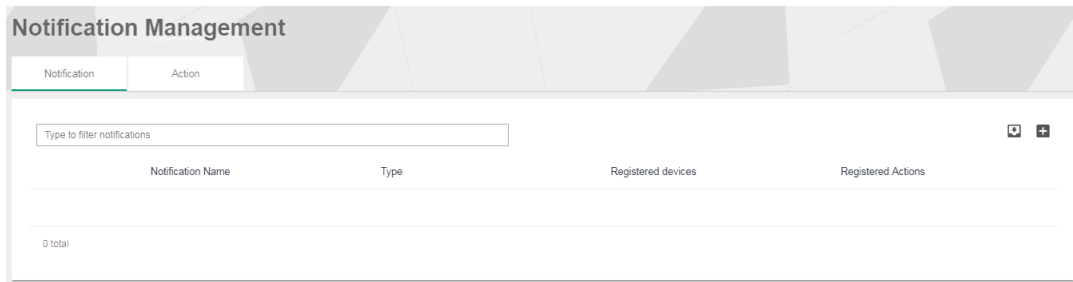 Notification Management
Notification Action
Type to filter notifications
Notification Name Type Registered devices Registered Actions
0 total